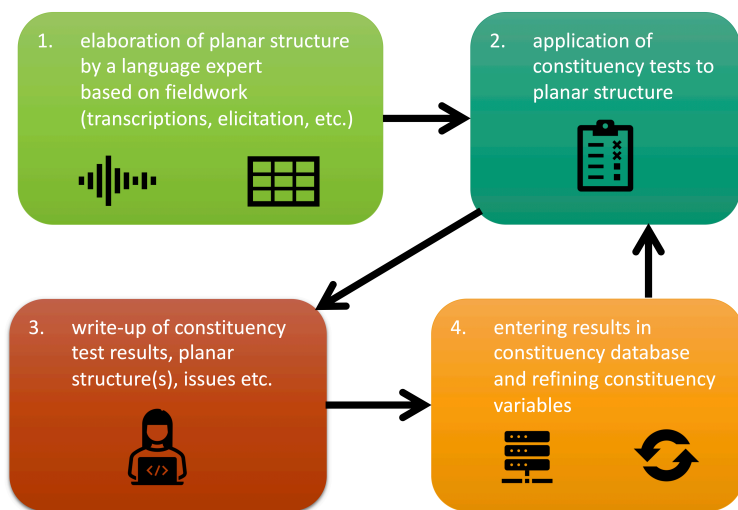 1. elaboration of planar structure
by a language expert
based on fieldwork
(transcriptions, elicitation, etc.)
2. application of
constituency tests to
planar structure
3. write-up of constituency
test results, planar
structure(s), issues etc.
</>
4. entering results in
constituency database
and refining constituency
variables